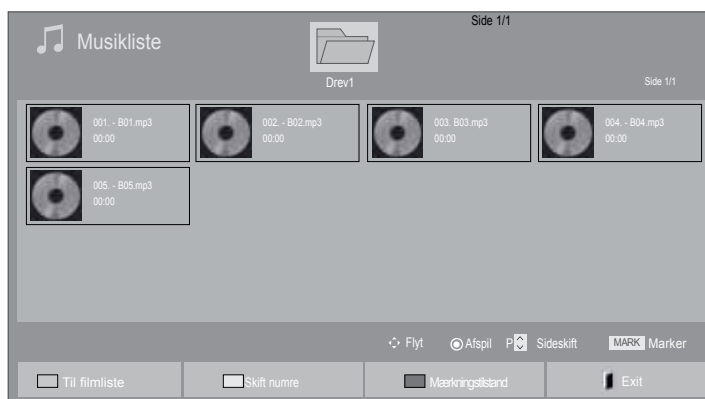 Side 1/1
Musikliste
Drev1
Side 1/1
001. - B01.mp3
00:00
002. - B02.mp3
00:00
003. B03.mp3
00:00
004. - B04.mp3
00:00
005. - B05.mp3
00:00
Flyt
Afspil
P Sideskift
MARK Marker
Til filmliste
Skift numre
Mærkningstilstand
Exit